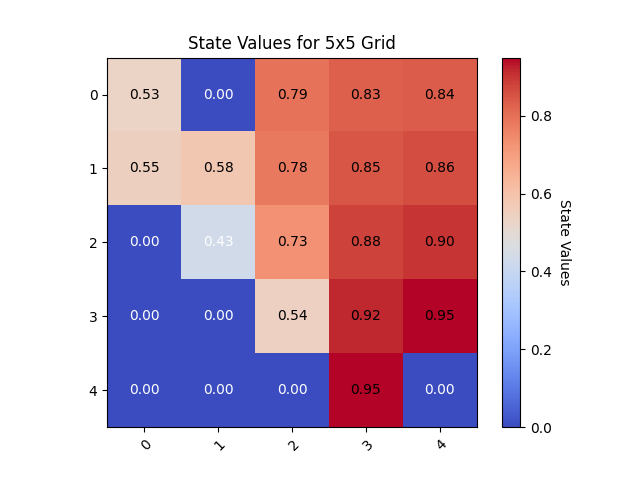 State Values for 5x5 Grid
0 0.53 0.00 0.79 0.83 0.84
1 0.55 0.58 0.78 0.85 0.86
2 0.00 0.43 0.73 0.88 0.90
3 0.00 0.00 0.54 0.92 0.95
4 0.00 0.00 0.00 0.95 0.00
0 1 2 3 4
0.8
0.6
0.4
0.2
0.0
State Values